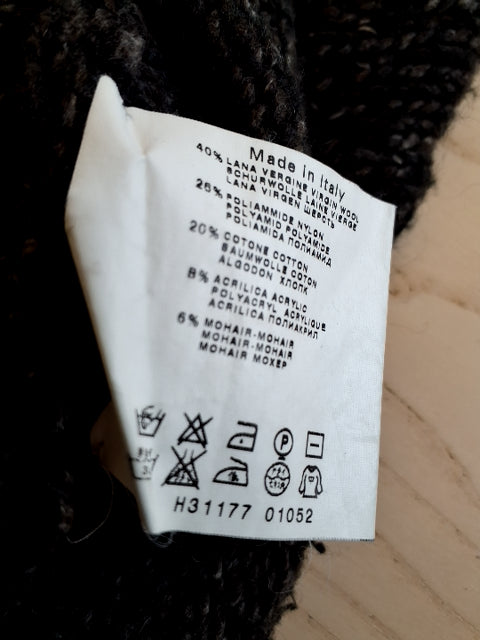 Made in Italy
40% LANA VERGINE VIRGIN WOOL
SCHURWOLLE LAINE VIERGE
LANA VIRGEN ШЕРСТЬ
26% POLIAMMIDE NYLON
POLYAMID POLYAMIDE
POLIAMIDA ПОЛИАМИД
20% COTONE COTTON
BAUMWOLLE COTON
ALGODON ХЛОПК
8% ACRILICA ACRYLIC
POLYACRYL ACRYLIQUE
ACRILICA ПОЛИАКРИЛ
6% MOHAIR-MOHAIR
MOHAIR-MOHAIR
MOHAIR МОХЕР
P
H31177 01052